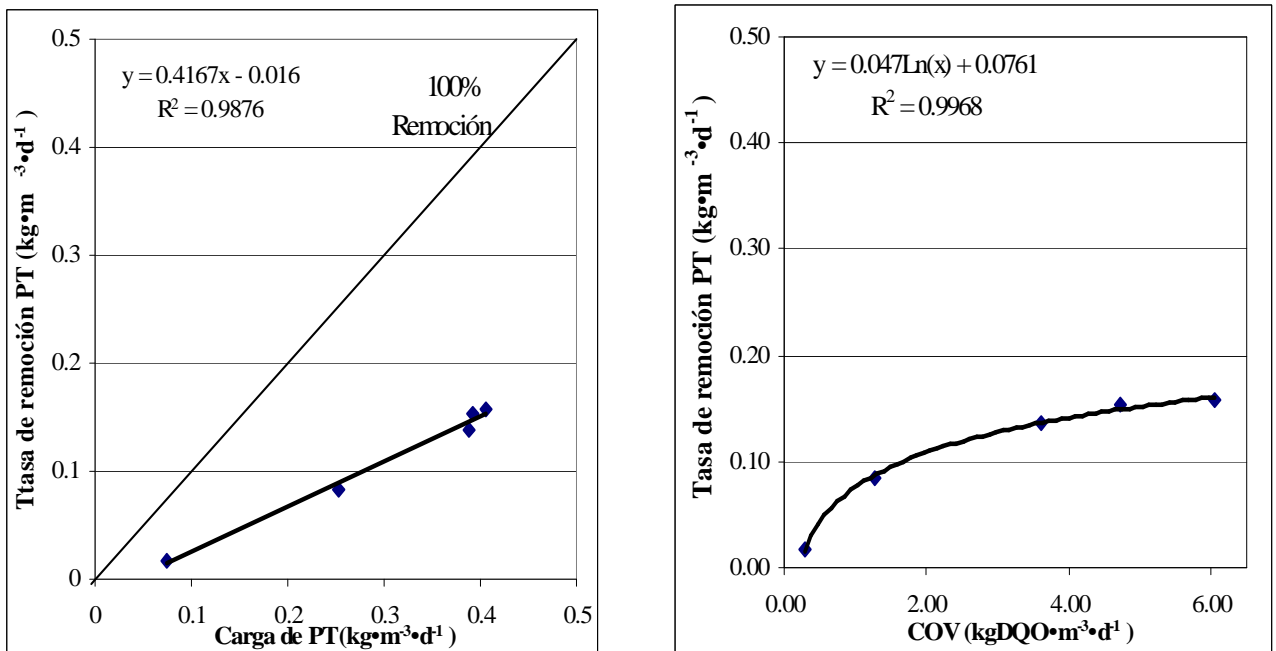 Ttasa de remoción PT (kg•m -3•d-1)
0.5
0.4
0.3
0.2
0.1
0
y = 0.4167x - 0.016
R2 = 0.9876
100%
Remoción
0 0.1 0.2 0.3 0.4 0.5
Carga de PT(kg•m-3•d-1 )
Tasa de remoción PT (kg•m -3•d-1 )
0.50
0.40
0.30
0.20
0.10
0.00
y = 0.047Ln(x) + 0.0761
R2 = 0.9968
0.00 2.00 4.00 6.00
COV (kgDQO•m-3•d-1 )